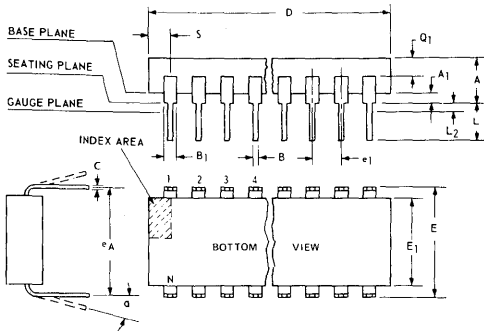 D
S
Q1
BASE PLANE
SEATING PLANE
GAUGE PLANE
A1
A
L
L2
INDEX AREA
B1
B
e1
C
1 2 3 4
eA
E1
E
BOTTOM VIEW
N
a